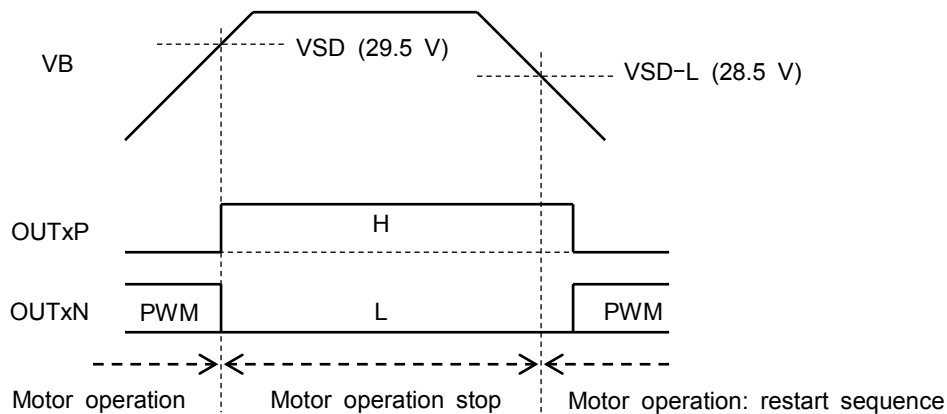 VSD (29.5 V)
VB
VSD-L (28.5 V)
OUTxP
H
OUTxN
PWM
L
PWM
Motor operation
Motor operation stop
Motor operation: restart sequence